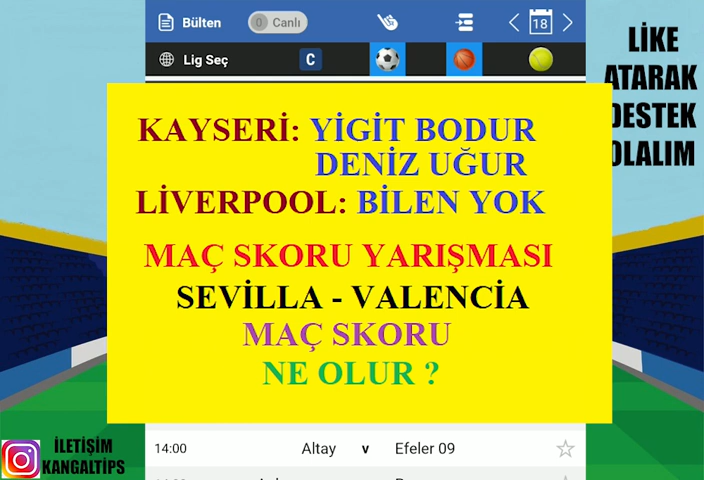 Bülten
0 Canlı
18
Lig Seç
C
LİKE
ATARAK
DESTEK
OLALIM
KAYSERİ: YİGİT BODUR
DENİZ UĞUR
LİVERPOOL: BİLEN YOK
MAÇ SKORU YARIŞMASI
SEVİLLA - VALENCİA
MAÇ SKORU
NE OLUR ?
14:00 Altay v Efeler 09
İLETİŞİM
KANGALTİPS